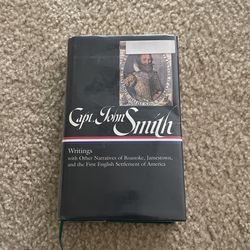 Capt. John
Smith
Writings
with Other Narratives of Roanoke, Jamestown,
and the First English Settlement of America